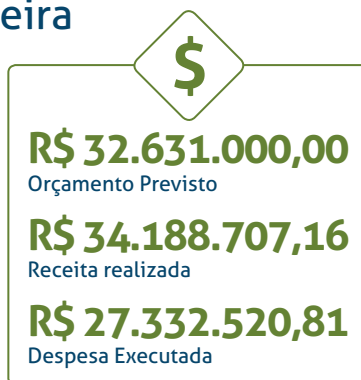 eira
$
R$ 32.631.000,00
Orçamento Previsto
R$ 34.188.707,16
Receita realizada
R$ 27.332.520,81
Despesa Executada